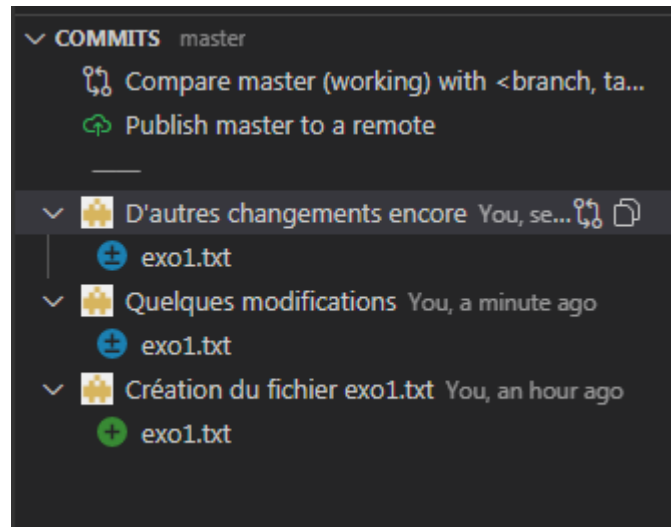 COMMITS master
Compare master (working) with <branch, ta...
Publish master to a remote
D'autres changements encore You, se...
exo1.txt
Quelques modifications You, a minute ago
exo1.txt
Création du fichier exo1.txt You, an hour ago
exo1.txt